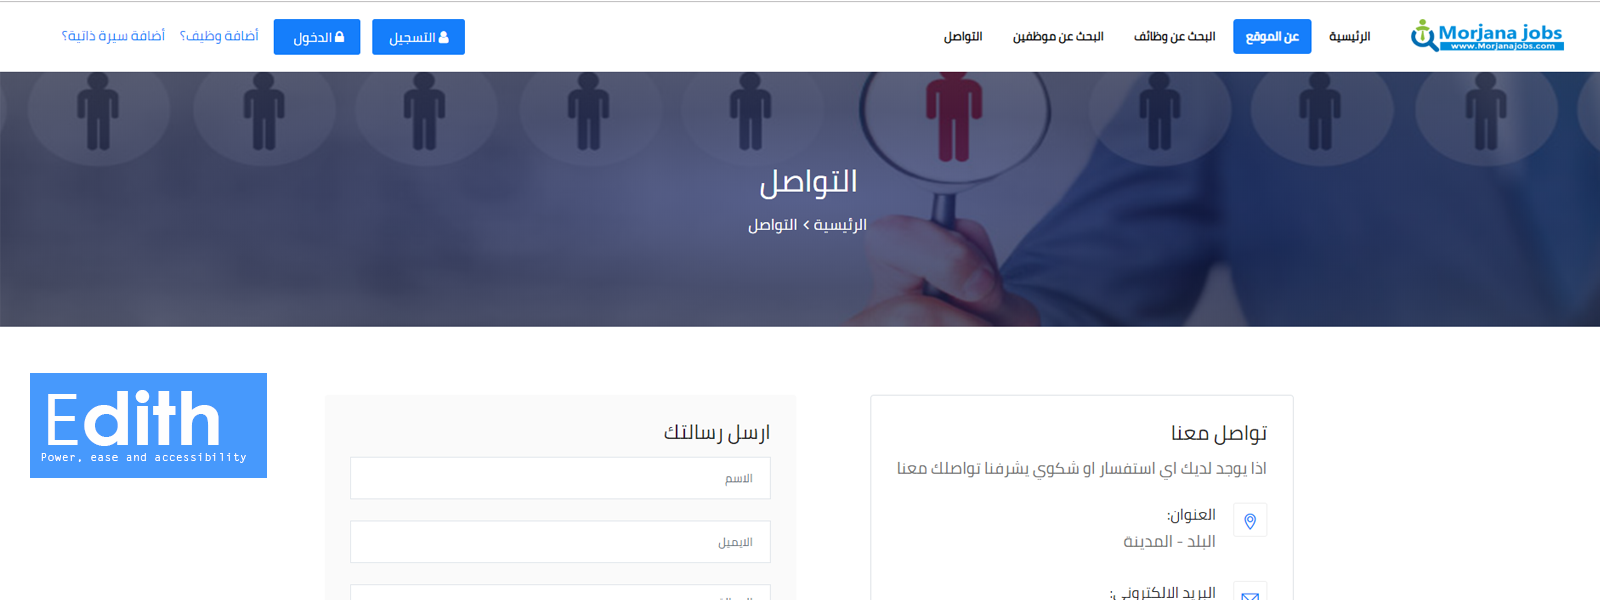 Morjana jobs
www.Morjanajobs.com
الرئيسية
عن الموقع
البحث عن وظائف
البحث عن موظفين
التواصل
التسجيل
الدخول
أضافة وظيف؟
أضافة سيرة ذاتية؟
التواصل
الرئيسية > التواصل
تواصل معنا
اذا يوجد لديك اي استفسار او شكوي يشرفنا تواصلك معنا
العنوان:
البلد - المدينة
البريد الالكتروني:
ارسل رسالتك
الاسم
الايميل
Edith
Power, ease and accessibility